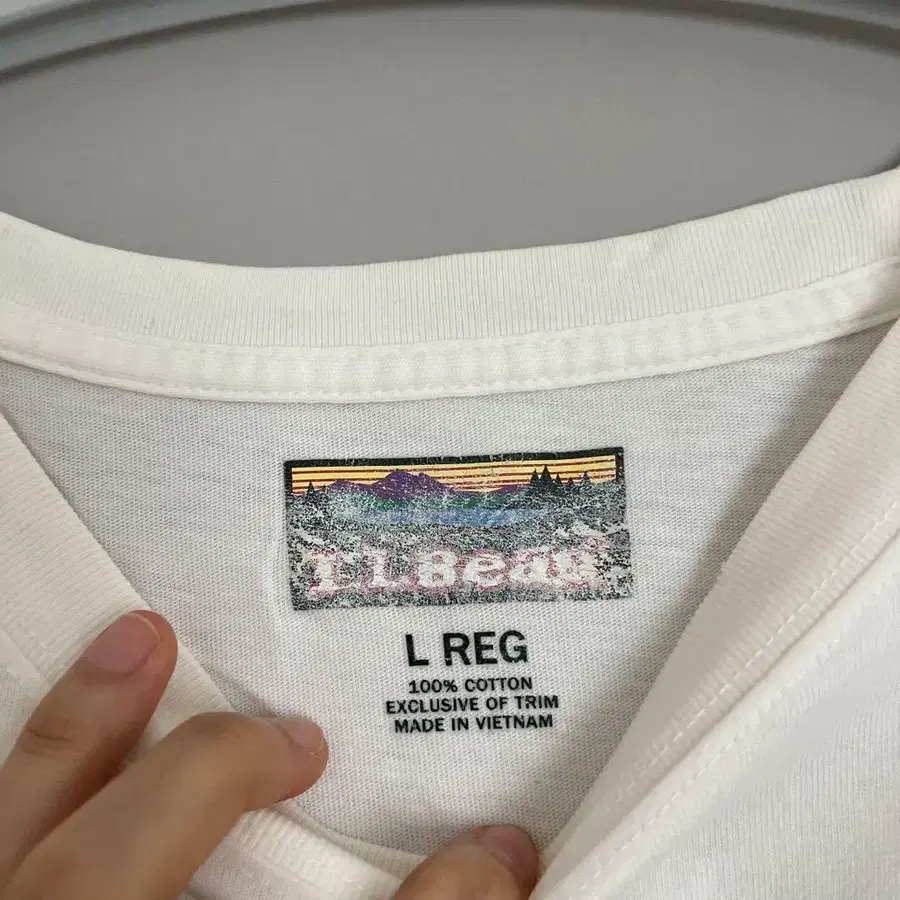 L.L.Bean
L REG
100% COTTON
EXCLUSIVE OF TRIM
MADE IN VIETNAM